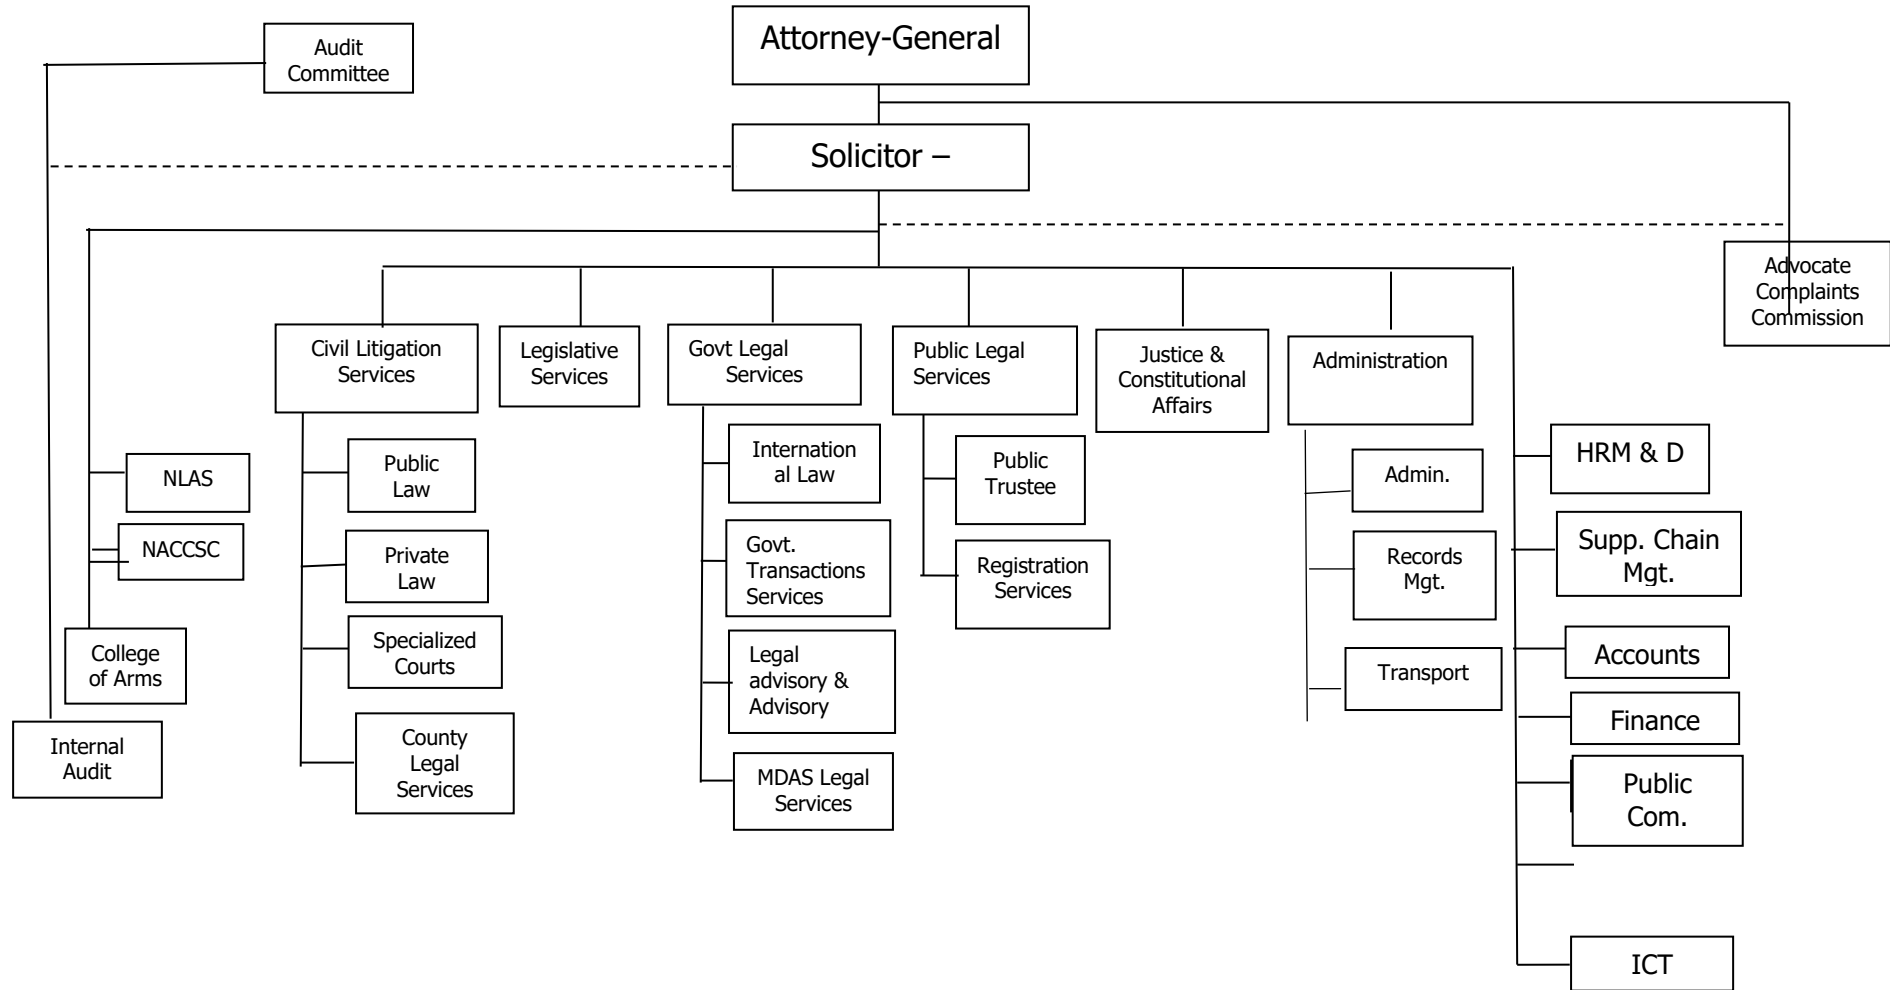 Audit
Committee
Attorney-General
Solicitor –
Advocate
Complaints
Commission
Civil Litigation
Services
Legislative
Services
Govt Legal
Services
Public Legal
Services
Justice &
Constitutional
Affairs
Administration
NLAS
NACCSC
College
of Arms
Internal
Audit
Public
Law
Private
Law
Specialized
Courts
County
Legal
Services
Internation
al Law
Govt.
Transactions
Services
Legal
advisory &
Advisory
MDAS Legal
Services
Public
Trustee
Registration
Services
Admin.
Records
Mgt.
Transport
HRM & D
Supp. Chain
Mgt.
Accounts
Finance
Public
Com.
ICT